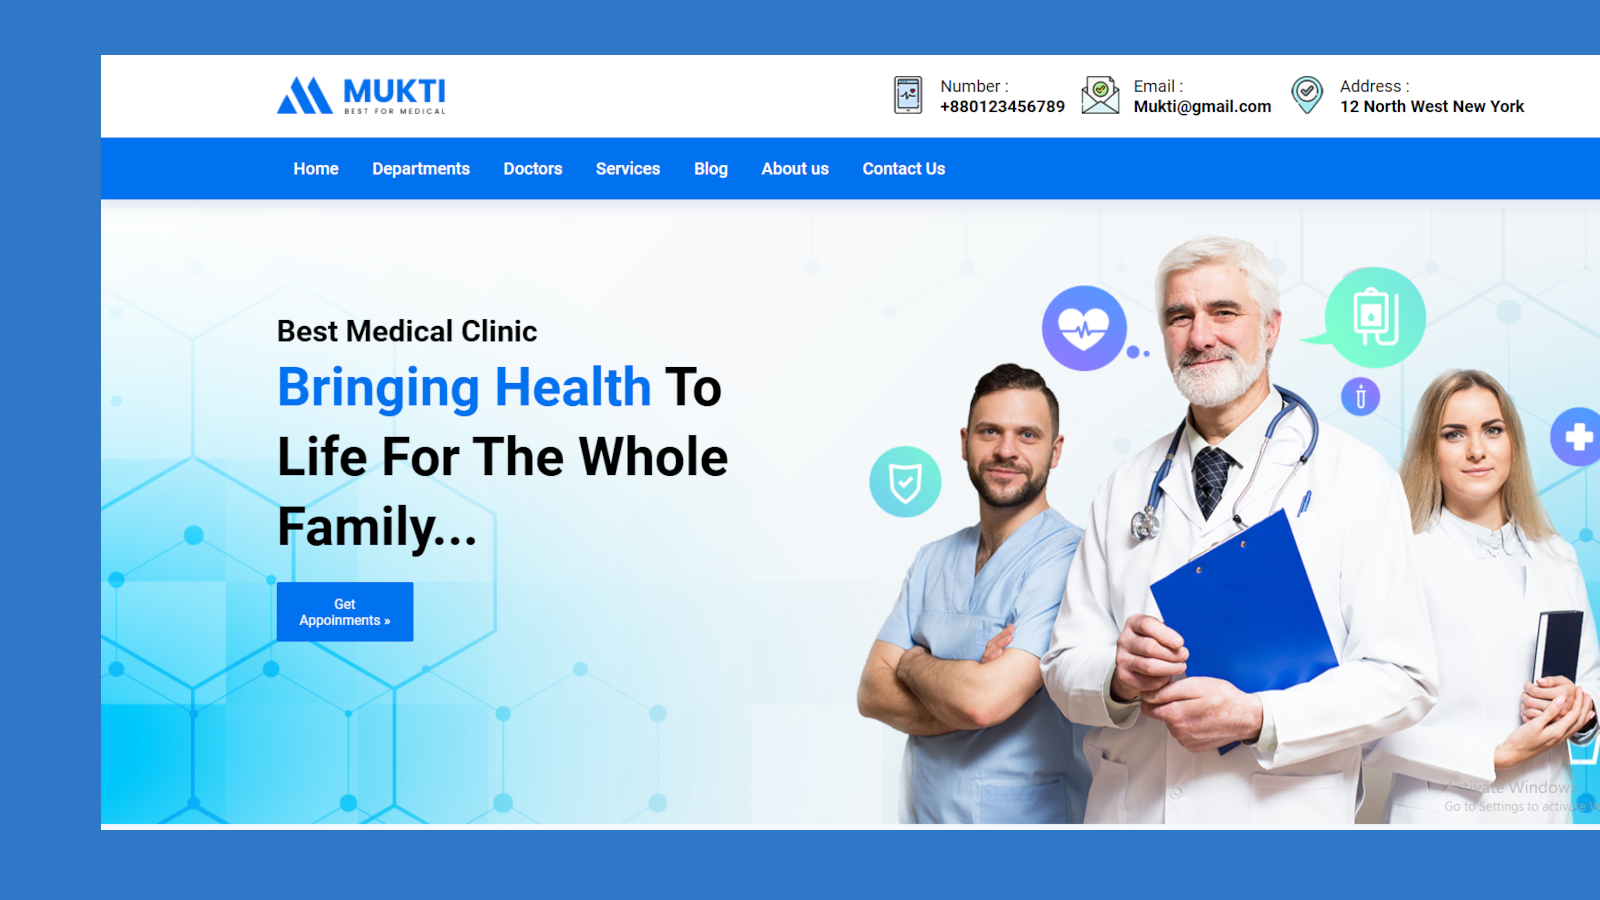 MUKTI
BEST FOR MEDICAL
Number :
+880123456789
Email :
Mukti@gmail.com
Address :
12 North West New York
Home Departments Doctors Services Blog About us Contact Us
Best Medical Clinic
Bringing Health To
Life For The Whole
Family...
Get
Appoinments »
Activate Windows
Go to Settings to activate